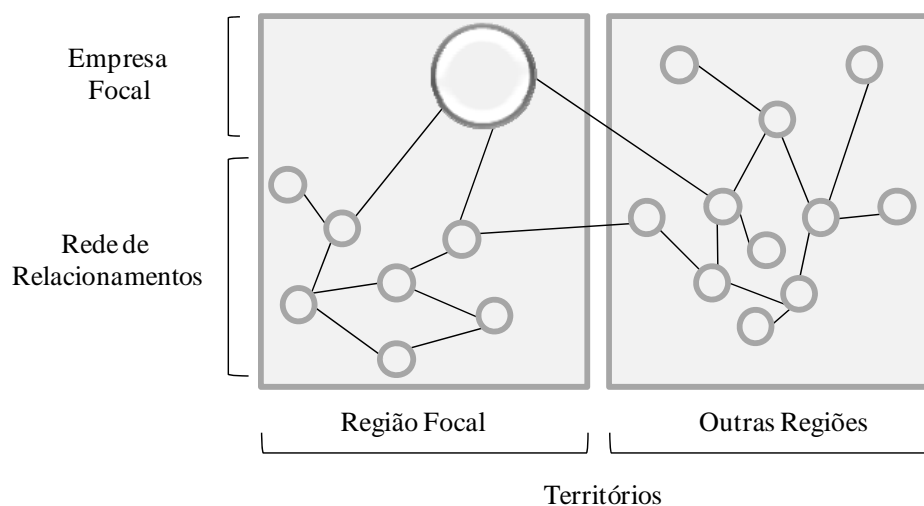 Empresa
Focal
Rede de
Relacionamentos
Região Focal
Outras Regiões
Territórios